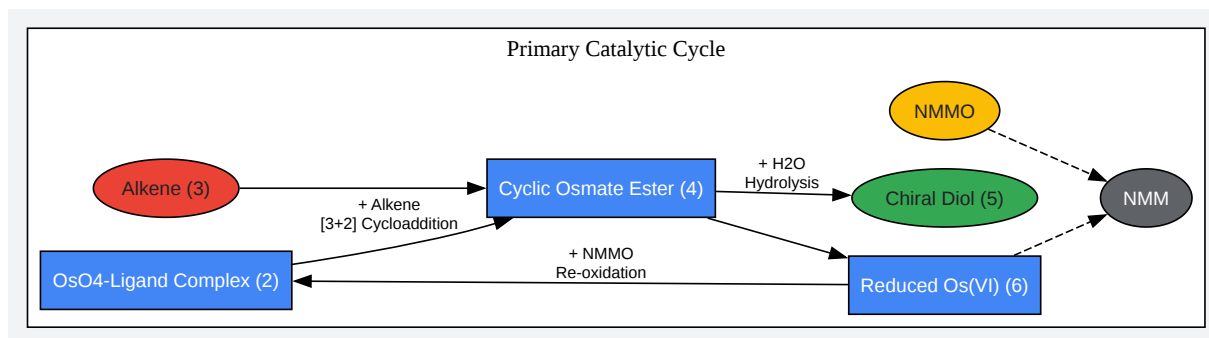 Primary Catalytic Cycle
NMMO
Alkene (3)
+ Alkene
[3+2] Cycloaddition
Cyclic Osmate Ester (4)
+ H2O
Hydrolysis
Chiral Diol (5)
NMM
OsO4-Ligand Complex (2)
+ NMMO
Re-oxidation
Reduced Os(VI) (6)